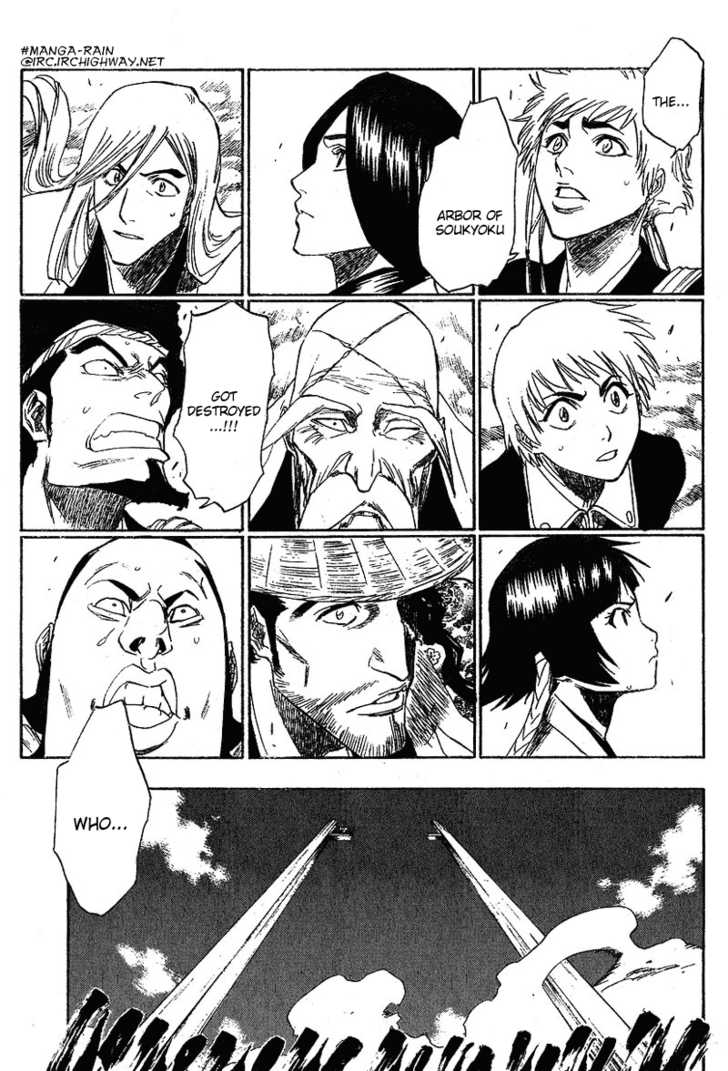 #MANGA-RAIN
@IRC.IRCHIGHWAY.NET
THE...
ARBOR OF
SOUKYOKU
GOT
DESTROYED
...!!!
WHO...